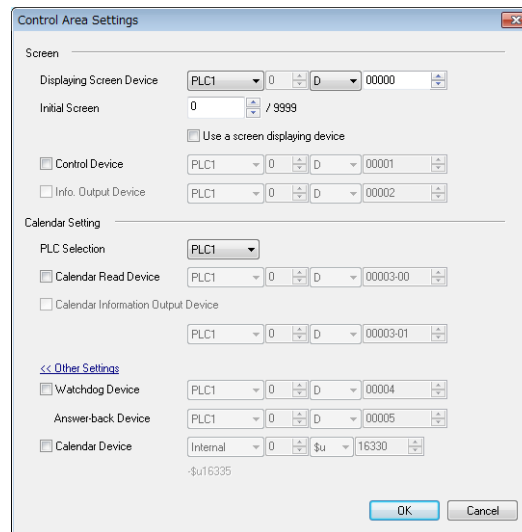 Control Area Settings
Screen
Displaying Screen Device PLC1 0 D 00000
Initial Screen 0 / 9999
Use a screen displaying device
Control Device PLC1 0 D 00001
Info. Output Device PLC1 0 D 00002
Calendar Setting
PLC Selection PLC1
Calendar Read Device PLC1 0 D 00003-00
Calendar Information Output Device
PLC1 0 D 00003-01
<< Other Settings
Watchdog Device PLC1 0 D 00004
Answer-back Device PLC1 0 D 00005
Calendar Device Internal 0 $u 16330
-$u16335
OK Cancel